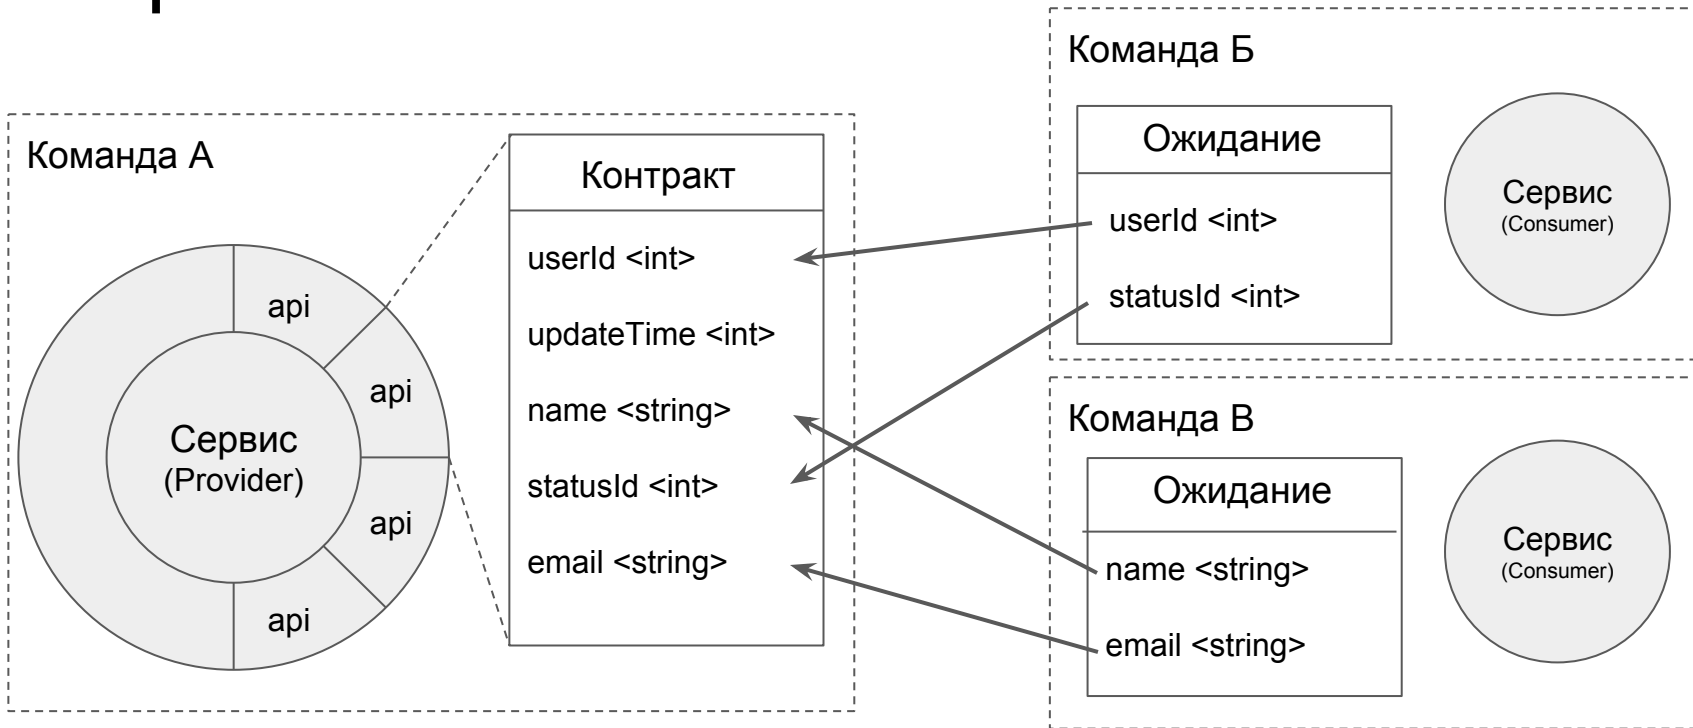 Команда А
api
api
api
api
Сервис
(Provider)
Контракт
userId <int>
updateTime <int>
name <string>
statusId <int>
email <string>
Команда Б
Ожидание
userId <int>
statusId <int>
Сервис
(Consumer)
Команда В
Ожидание
name <string>
email <string>
Сервис
(Consumer)